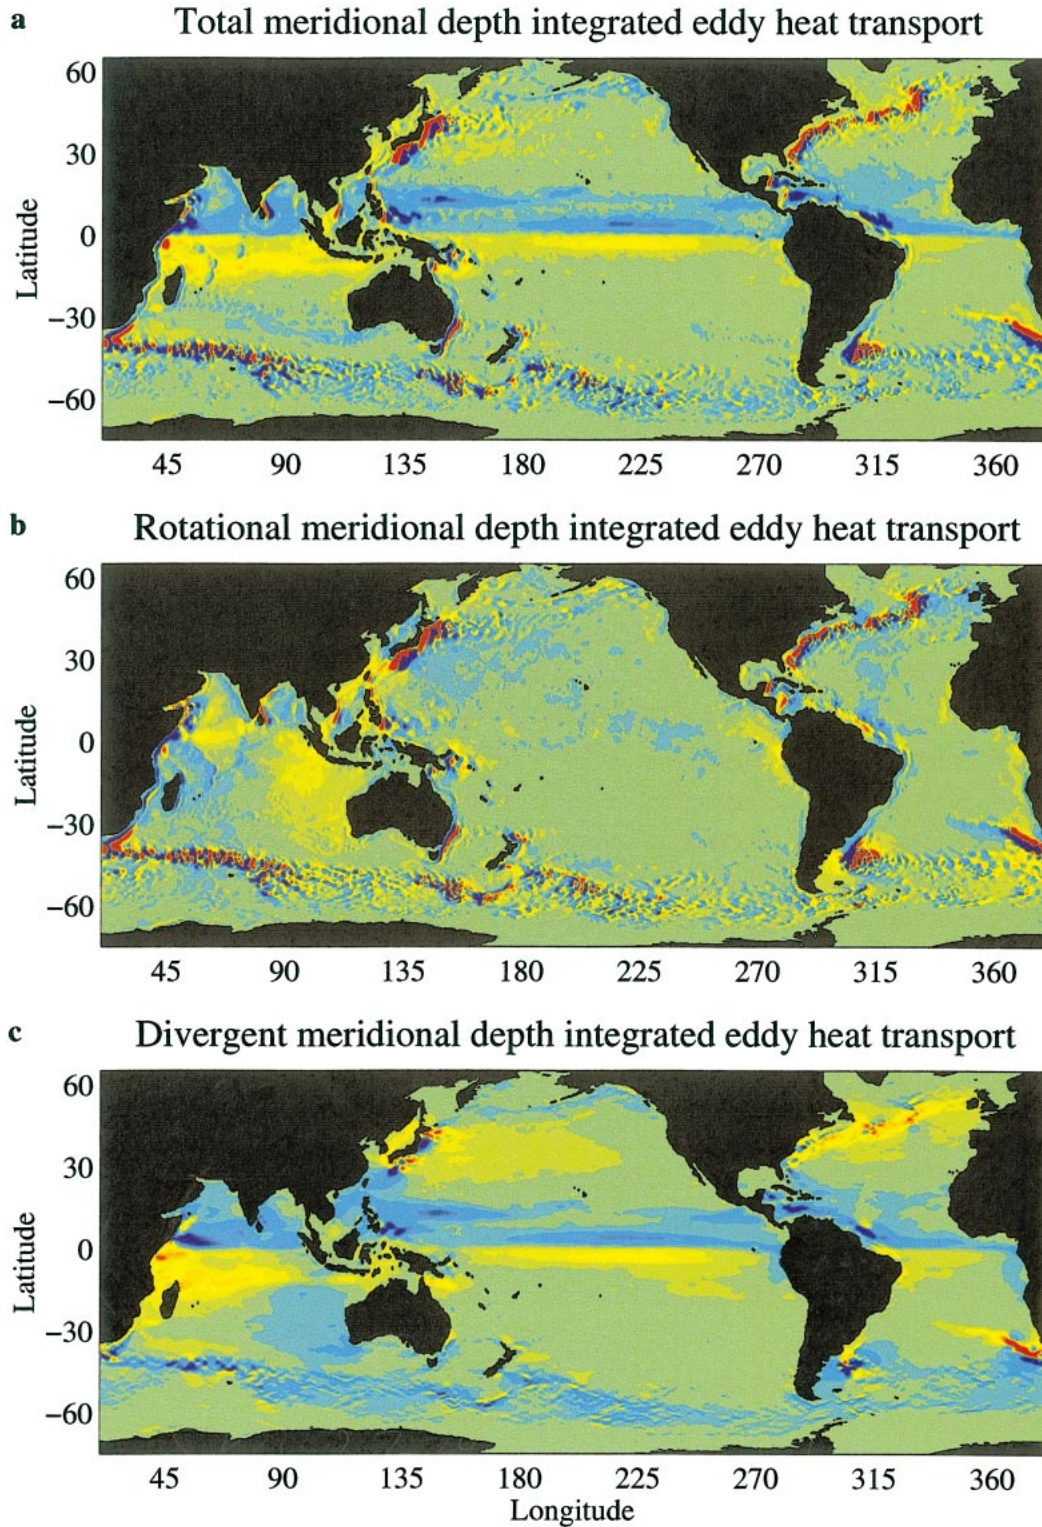 a Total meridional depth integrated eddy heat transport
60
30
0
−30
−60
Latitude
45 90 135 180 225 270 315 360
b Rotational meridional depth integrated eddy heat transport
60
30
0
−30
−60
Latitude
45 90 135 180 225 270 315 360
c Divergent meridional depth integrated eddy heat transport
60
30
0
−30
−60
Latitude
45 90 135 180 225 270 315 360
Longitude